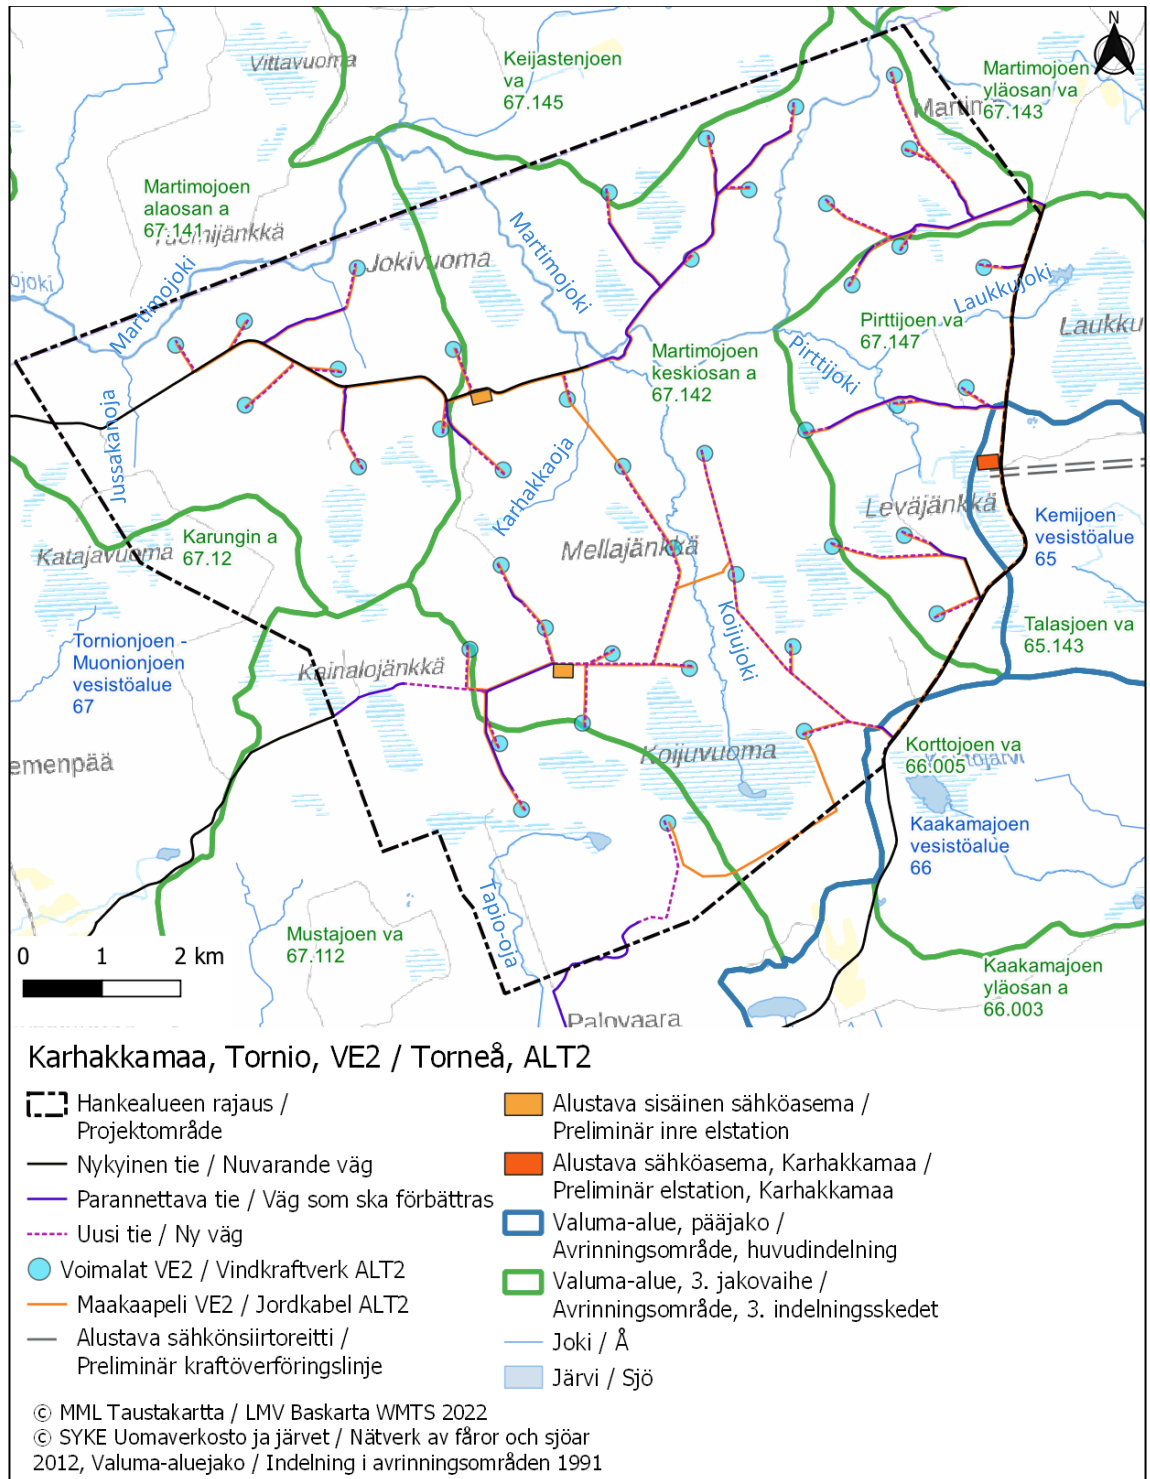 N
Vittavuoma
Keijastenjoen
va
67.145
Martimojoen
yläosan va
67.143
Martimojoen
alaosan a
67.141
Jokivuoma
Martimojoki
Martimojoki
Laukkujoki
Pirttijoen va
67.147
Laukku
Martimojoen
keskiosan a
67.142
Pirttijoki
Jussakanoja
Karhakkaoja
Leväjänkkä
Kemijoen
vesistöalue
65
Karungin a
67.12
Katajavuoma
Mellajänkkä
Koijujoki
Talasjoen va
65.143
Tornionjoen -
Muonionjoen
vesistöalue
67
Kainalojänkkä
Koijuvuoma
Korttojoen va
66.005
emenpää
Kaakamajoen
vesistöalue
66
Tapio-oja
Mustajoen va
67.112
Kaakamajoen
yläosan a
66.003
0 1 2 km
Palovaara
Karhakkamaa, Tornio, VE2 / Torneå, ALT2
Hankealueen rajaus /
Projektområde
Nykyinen tie / Nuvarande väg
Parannettava tie / Väg som ska förbättras
Uusi tie / Ny väg
Voimalat VE2 / Vindkraftverk ALT2
Maakaapeli VE2 / Jordkabel ALT2
Alustava sähkönsiirtoreitti /
Preliminär kraftöverföringslinje
Alustava sisäinen sähköasema /
Preliminär inre elstation
Alustava sähköasema, Karhakkamaa /
Preliminär elstation, Karhakkamaa
Valuma-alue, pääjako /
Avrinningsområde, huvudindelning
Valuma-alue, 3. jakovaihe /
Avrinningsområde, 3. indelningsskedet
Joki / Å
Järvi / Sjö
© MML Taustakartta / LMV Baskarta WMTS 2022
© SYKE Uomaverkosto ja järvet / Nätverk av fåror och sjöar
2012, Valuma-aluejako / Indelning i avrinningsområden 1991